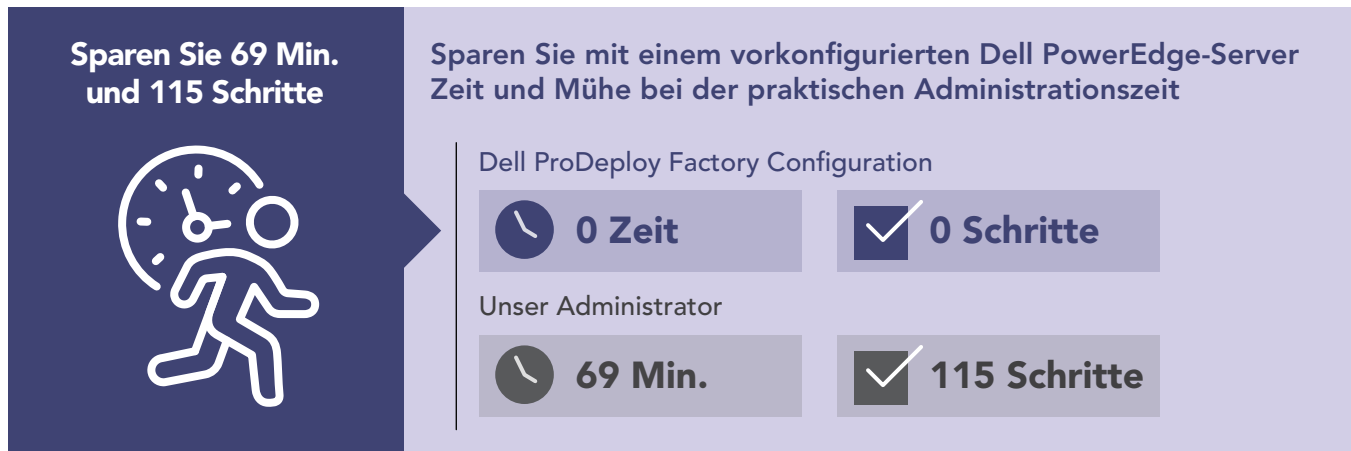 Sparen Sie 69 Min.
und 115 Schritte
Sparen Sie mit einem vorkonfigurierten Dell PowerEdge-Server
Zeit und Mühe bei der praktischen Administrationszeit
Dell ProDeploy Factory Configuration
0 Zeit
0 Schritte
Unser Administrator
69 Min.
115 Schritte